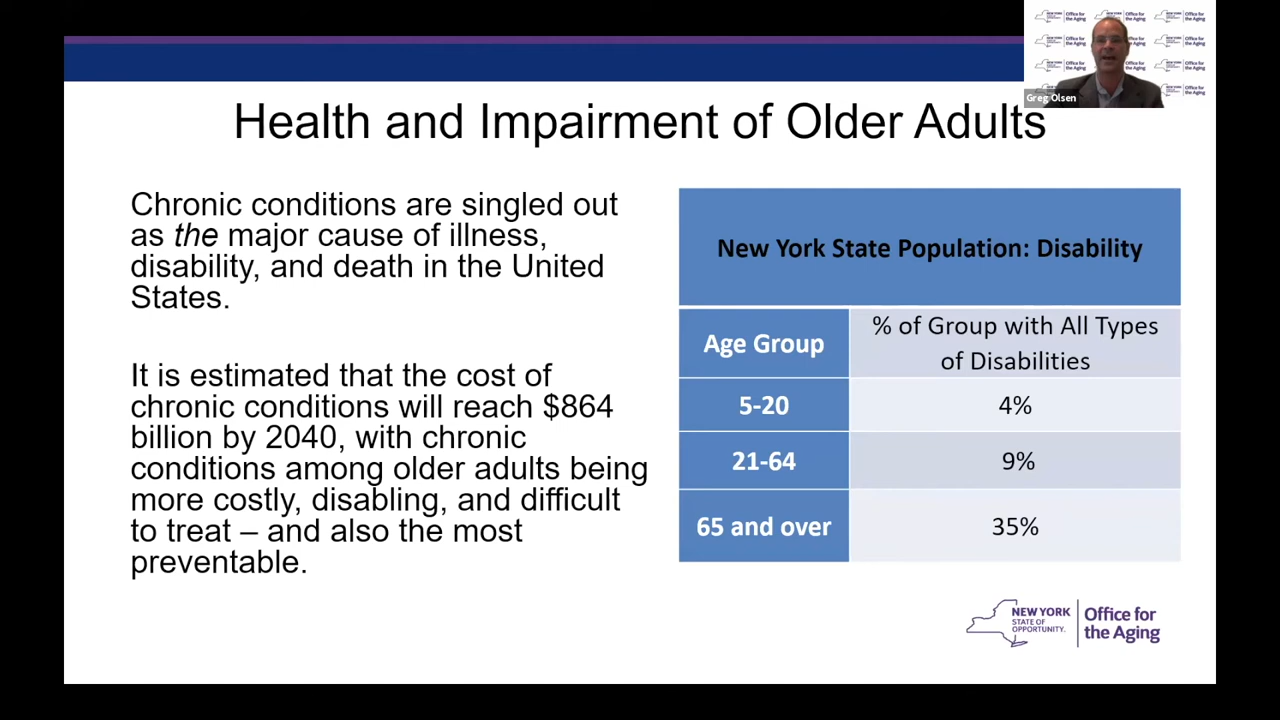 Greg Olsen
Health and Impairment of Older Adults
Chronic conditions are singled out
as the major cause of illness,
disability, and death in the United
States.
It is estimated that the cost of
chronic conditions will reach $864
billion by 2040, with chronic
conditions among older adults being
more costly, disabling, and difficult
to treat – and also the most
preventable.
New York State Population: Disability
Age Group
% of Group with All Types
of Disabilities
5-20
4%
21-64
9%
65 and over
35%
NEW YORK
STATE OF
OPPORTUNITY.
Office for
the Aging